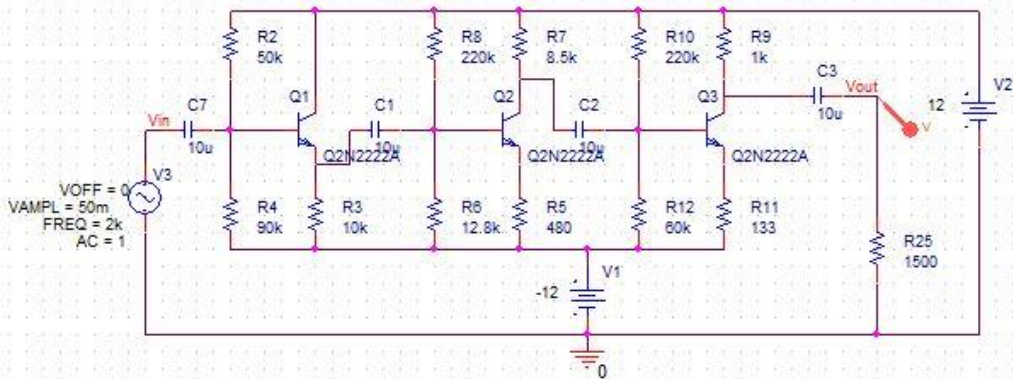 R2
50k
R8
220k
R7
8.5k
R10
220k
R9
1k
C3
Vout
10u
V2
12
V
C7
Vin
10u
Q1
C1
10u
Q2
C2
10u
Q3
Q2N2222A
Q2N2222A
Q2N2222A
V3
VOFF = 0
VAMPL = 50m
FREQ = 2k
AC = 1
R4
90k
R3
10k
R6
12.8k
R5
480
R12
60k
R11
133
R25
1500
V1
-12
0